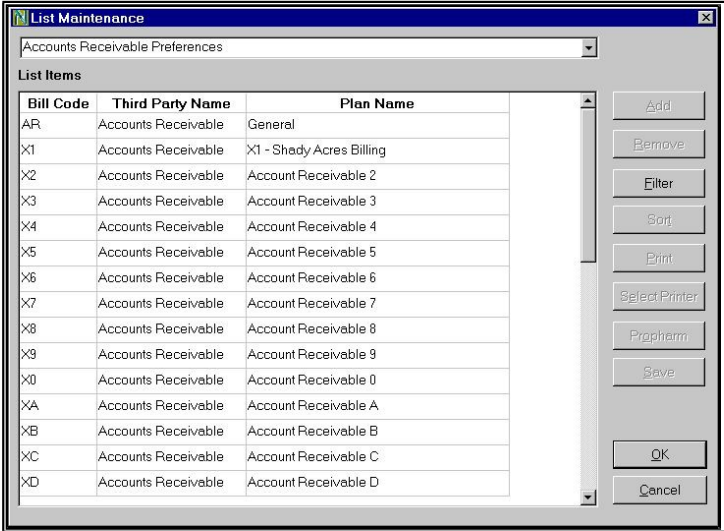 List Maintenance
Accounts Receivable Preferences
List Items
Bill Code Third Party Name Plan Name
AR Accounts Receivable General
X1 Accounts Receivable X1 - Shady Acres Billing
X2 Accounts Receivable Account Receivable 2
X3 Accounts Receivable Account Receivable 3
X4 Accounts Receivable Account Receivable 4
X5 Accounts Receivable Account Receivable 5
X6 Accounts Receivable Account Receivable 6
X7 Accounts Receivable Account Receivable 7
X8 Accounts Receivable Account Receivable 8
X9 Accounts Receivable Account Receivable 9
X0 Accounts Receivable Account Receivable 0
XA Accounts Receivable Account Receivable A
XB Accounts Receivable Account Receivable B
XC Accounts Receivable Account Receivable C
XD Accounts Receivable Account Receivable D
Add
Remove
Filter
Sort
Print
Select Printer
Propharm
Save
OK
Cancel